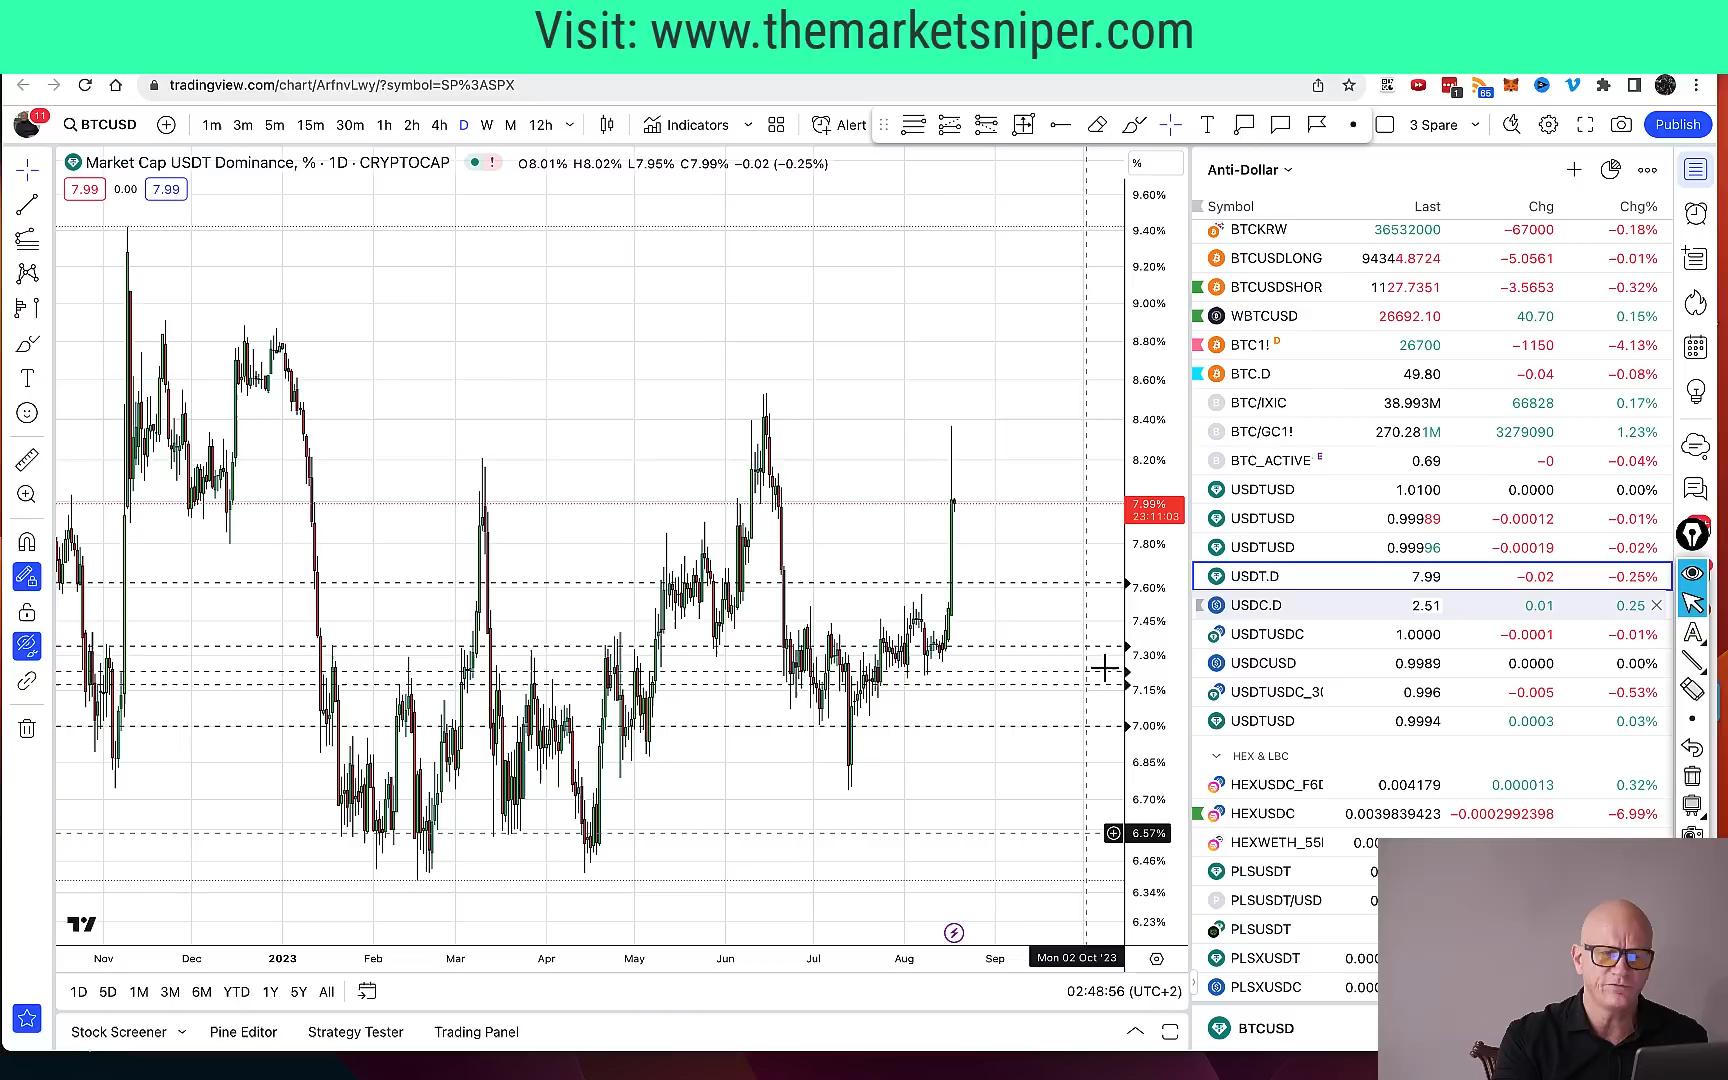 Visit: www.themarketsniper.com
tradingview.com/chart/ArfnvLwy/?symbol=SP%3ASPX
1
65
11
BTCUSD
1m 3m 5m 15m 30m 1h 2h 4h D W M 12h
Indicators
Alert
T
3 Spare
Publish
Market Cap USDT Dominance, % · 1D · CRYPTOCAP
! O8.01% H8.02% L7.95% C7.99% −0.02 (−0.25%)
7.99 0.00 7.99
%
9.60%
9.40%
9.20%
9.00%
8.80%
8.60%
8.40%
8.20%
7.99%
23:11:03
7.80%
7.60%
7.45%
7.30%
7.15%
7.00%
6.85%
6.70%
6.57%
6.46%
6.34%
6.23%
Nov Dec 2023 Feb Mar Apr May Jun Jul Aug Sep Mon 02 Oct '23
1D 5D 1M 3M 6M YTD 1Y 5Y All
02:48:56 (UTC+2)
Stock Screener Pine Editor Strategy Tester Trading Panel
Anti-Dollar
Symbol Last Chg Chg%
BTCKRW 36532000 −67000 −0.18%
BTCUSDLONG 94344.8724 −5.0561 −0.01%
BTCUSDSHOR 1127.7351 −3.5653 −0.32%
WBTCUSD 26692.10 40.70 0.15%
BTC1! D 26700 −1150 −4.13%
BTC.D 49.80 −0.04 −0.08%
BTC/IXIC 38.993M 66828 0.17%
BTC/GC1! 270.281M 3279090 1.23%
BTC_ACTIVE E 0.69 −0 −0.04%
USDTUSD 1.0100 0.0000 0.00%
USDTUSD 0.99989 −0.00012 −0.01%
USDTUSD 0.99996 −0.00019 −0.02%
USDT.D 7.99 −0.02 −0.25%
USDC.D 2.51 0.01 0.25
USDTUSDC 1.0000 −0.0001 −0.01%
USDCUSD 0.9989 0.0000 0.00%
USDTUSDC_3( 0.996 −0.005 −0.53%
USDTUSD 0.9994 0.0003 0.03%
HEX & LBC
HEXUSDC_F6D 0.004179 0.000013 0.32%
HEXUSDC 0.0039839423 −0.0002992398 −6.99%
HEXWETH_55I 0.00
PLSUSDT 0
PLSUSDT/USD 0
PLSUSDT
PLSXUSDT 0.00
PLSXUSDC 0.00
BTCUSD